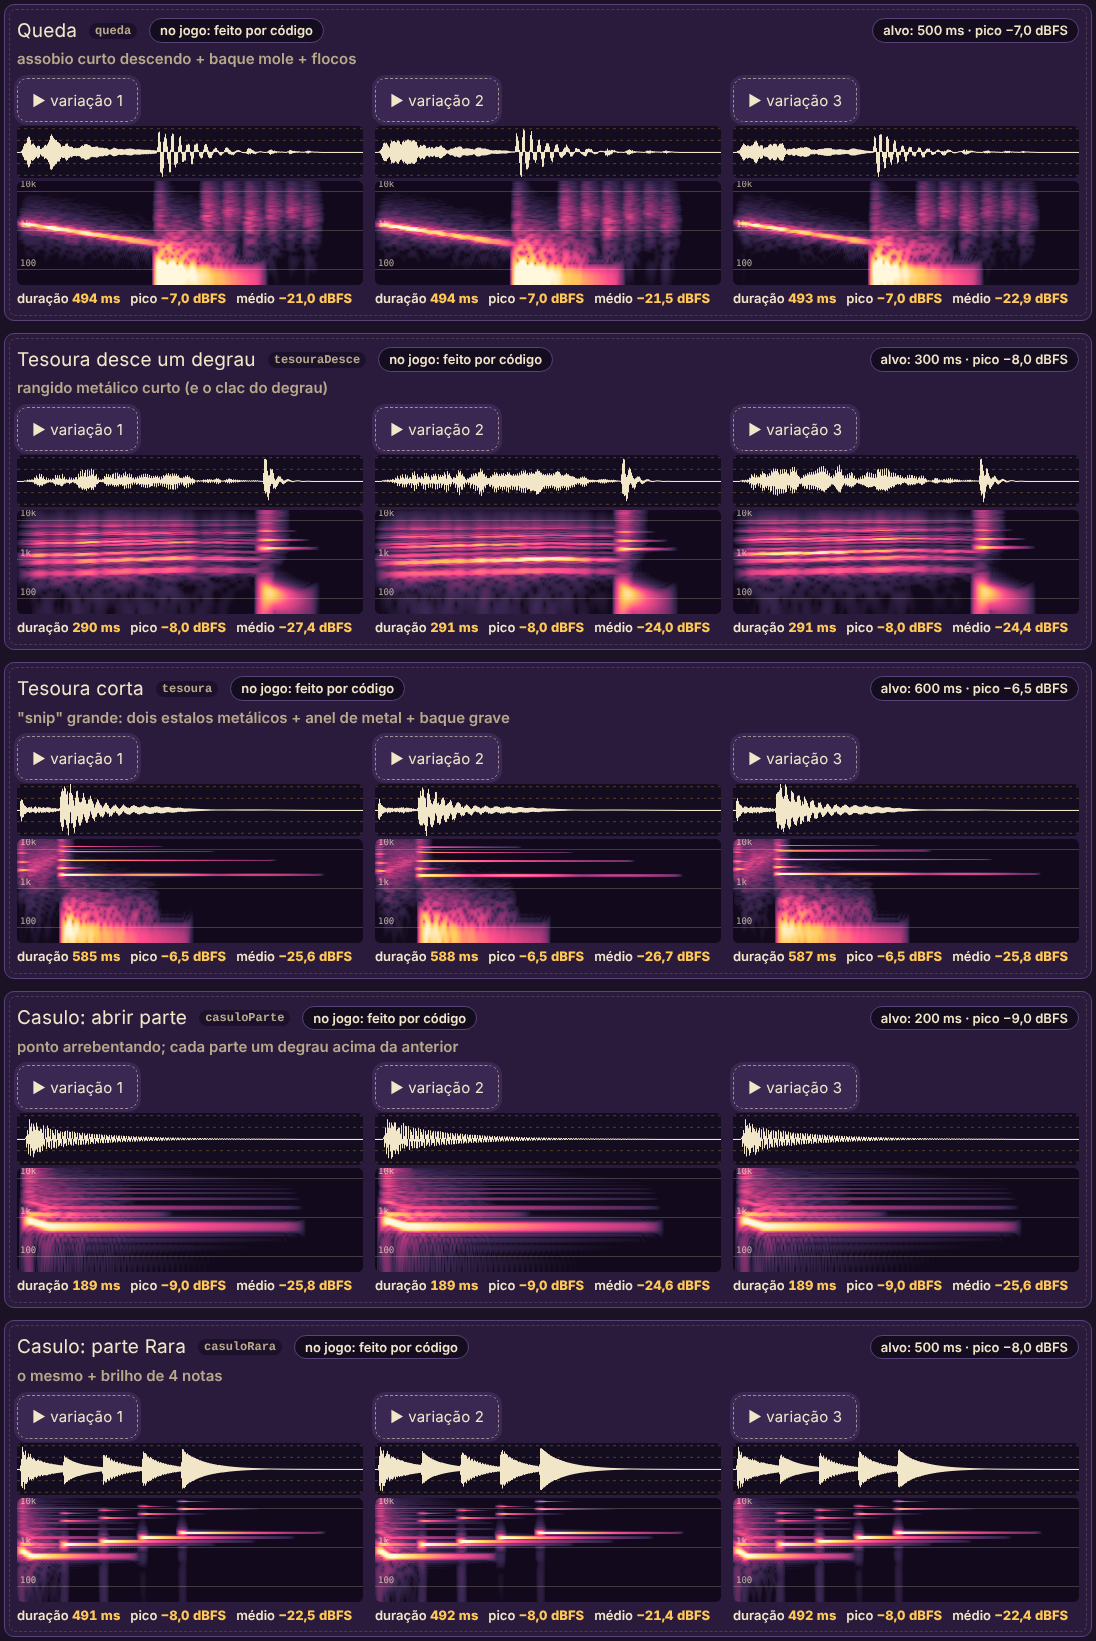 Queda queda no jogo: feito por código alvo: 500 ms · pico −7,0 dBFS
assobio curto descendo + baque mole + flocos
▶ variação 1 ▶ variação 2 ▶ variação 3
10k 10k 10k
1k 1k 1k
100 100 100
duração 494 ms pico −7,0 dBFS médio −21,0 dBFS duração 494 ms pico −7,0 dBFS médio −21,5 dBFS duração 493 ms pico −7,0 dBFS médio −22,9 dBFS
Tesoura desce um degrau tesouraDesce no jogo: feito por código alvo: 300 ms · pico −8,0 dBFS
rangido metálico curto (e o clac do degrau)
▶ variação 1 ▶ variação 2 ▶ variação 3
10k 10k 10k
1k 1k 1k
100 100 100
duração 290 ms pico −8,0 dBFS médio −27,4 dBFS duração 291 ms pico −8,0 dBFS médio −24,0 dBFS duração 291 ms pico −8,0 dBFS médio −24,4 dBFS
Tesoura corta tesoura no jogo: feito por código alvo: 600 ms · pico −6,5 dBFS
"snip" grande: dois estalos metálicos + anel de metal + baque grave
▶ variação 1 ▶ variação 2 ▶ variação 3
10k 10k 10k
1k 1k 1k
100 100 100
duração 585 ms pico −6,5 dBFS médio −25,6 dBFS duração 588 ms pico −6,5 dBFS médio −26,7 dBFS duração 587 ms pico −6,5 dBFS médio −25,8 dBFS
Casulo: abrir parte casuloParte no jogo: feito por código alvo: 200 ms · pico −9,0 dBFS
ponto arrebentando; cada parte um degrau acima da anterior
▶ variação 1 ▶ variação 2 ▶ variação 3
10k 10k 10k
1k 1k 1k
100 100 100
duração 189 ms pico −9,0 dBFS médio −25,8 dBFS duração 189 ms pico −9,0 dBFS médio −24,6 dBFS duração 189 ms pico −9,0 dBFS médio −25,6 dBFS
Casulo: parte Rara casuloRara no jogo: feito por código alvo: 500 ms · pico −8,0 dBFS
o mesmo + brilho de 4 notas
▶ variação 1 ▶ variação 2 ▶ variação 3
10k 10k 10k
1k 1k 1k
100 100 100
duração 491 ms pico −8,0 dBFS médio −22,5 dBFS duração 492 ms pico −8,0 dBFS médio −21,4 dBFS duração 492 ms pico −8,0 dBFS médio −22,4 dBFS